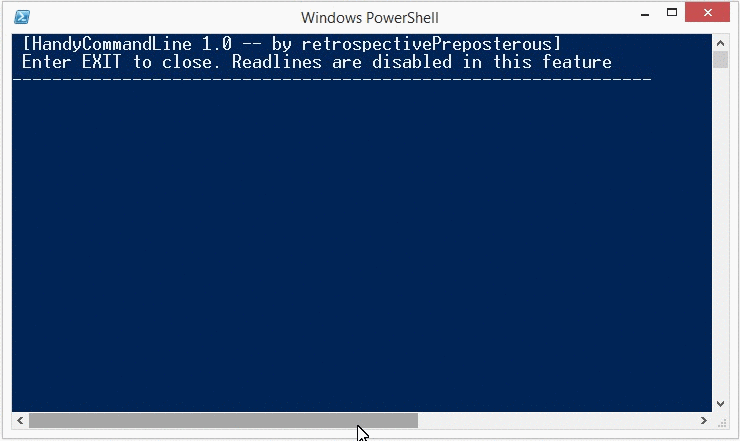 Windows PowerShell
[HandyCommandLine 1.0 -- by retrospectivePreposterous]
Enter EXIT to close. Readlines are disabled in this feature
----------------------------------------------------------------